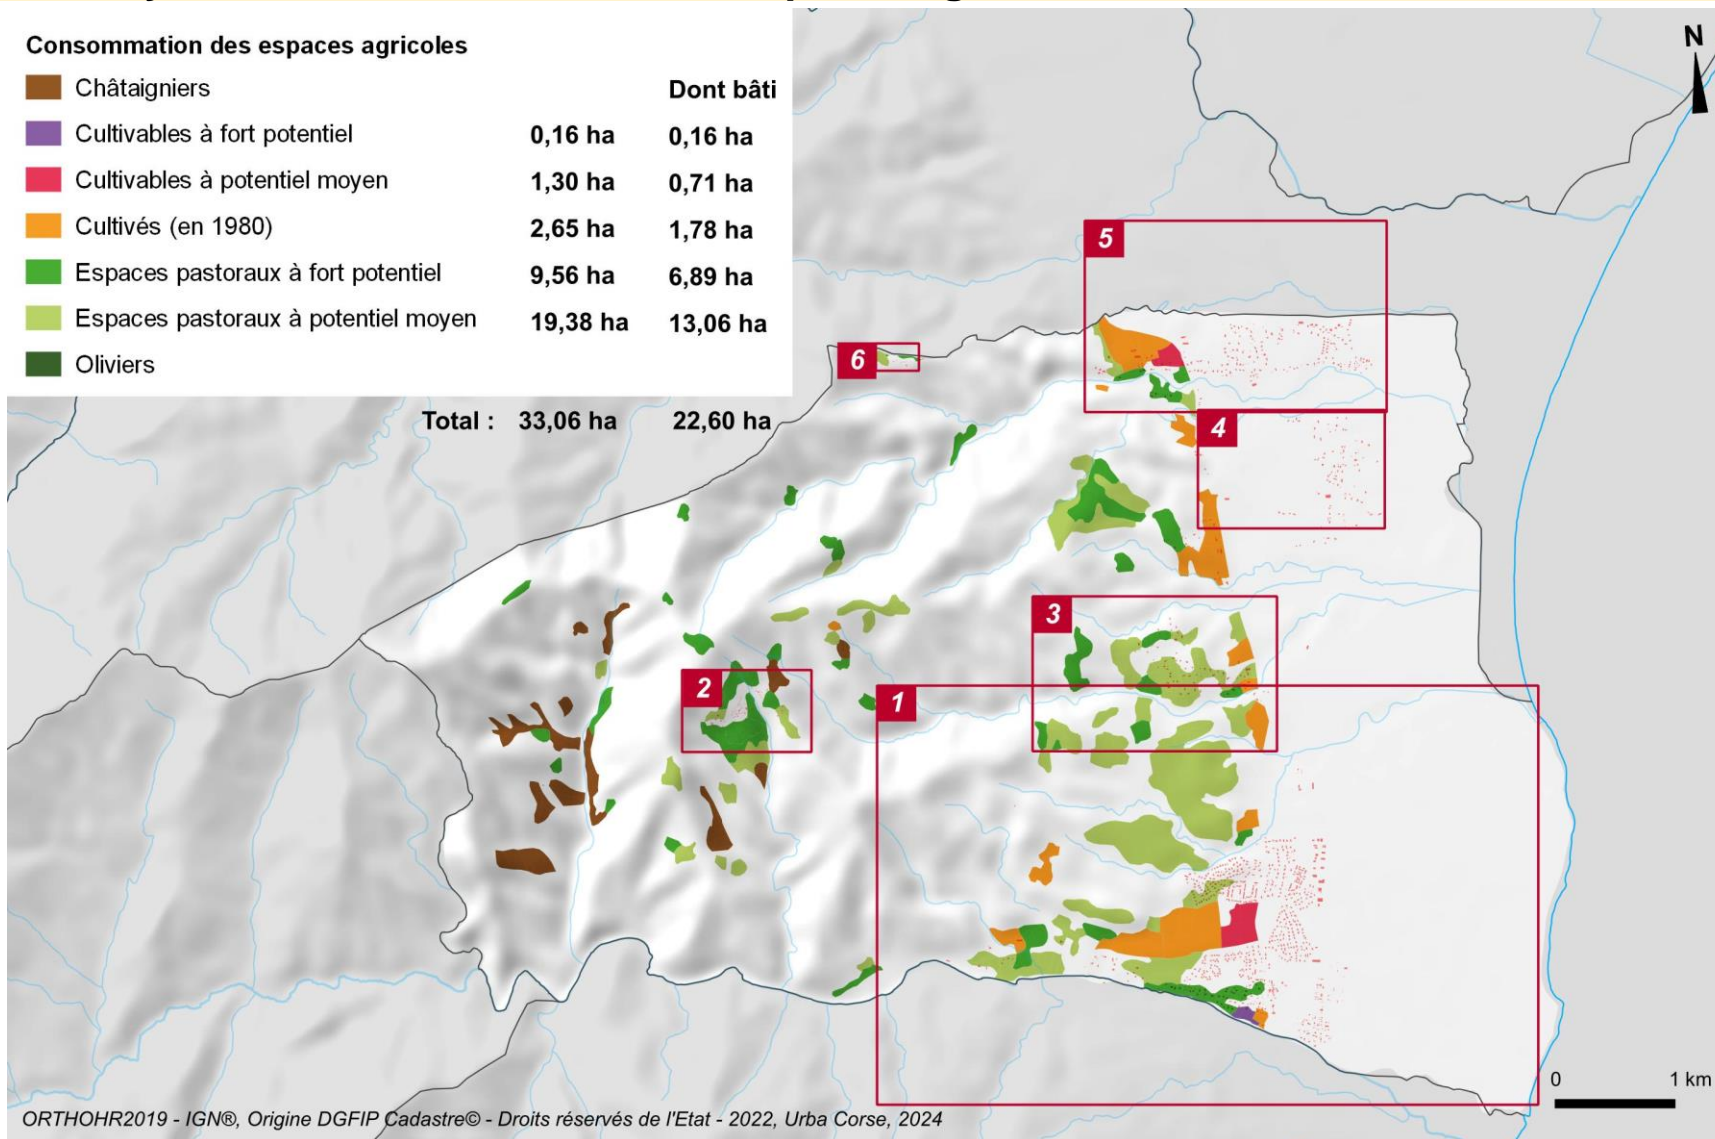 Consommation des espaces agricoles
Châtaigniers Dont bâti
Cultivables à fort potentiel 0,16 ha 0,16 ha
Cultivables à potentiel moyen 1,30 ha 0,71 ha
Cultivés (en 1980) 2,65 ha 1,78 ha
Espaces pastoraux à fort potentiel 9,56 ha 6,89 ha
Espaces pastoraux à potentiel moyen 19,38 ha 13,06 ha
Oliviers
Total : 33,06 ha 22,60 ha
N
5
6
4
3
2
1
0 1 km
ORTHOHR2019 - IGN®, Origine DGFIP Cadastre© - Droits réservés de l'Etat - 2022, Urba Corse, 2024